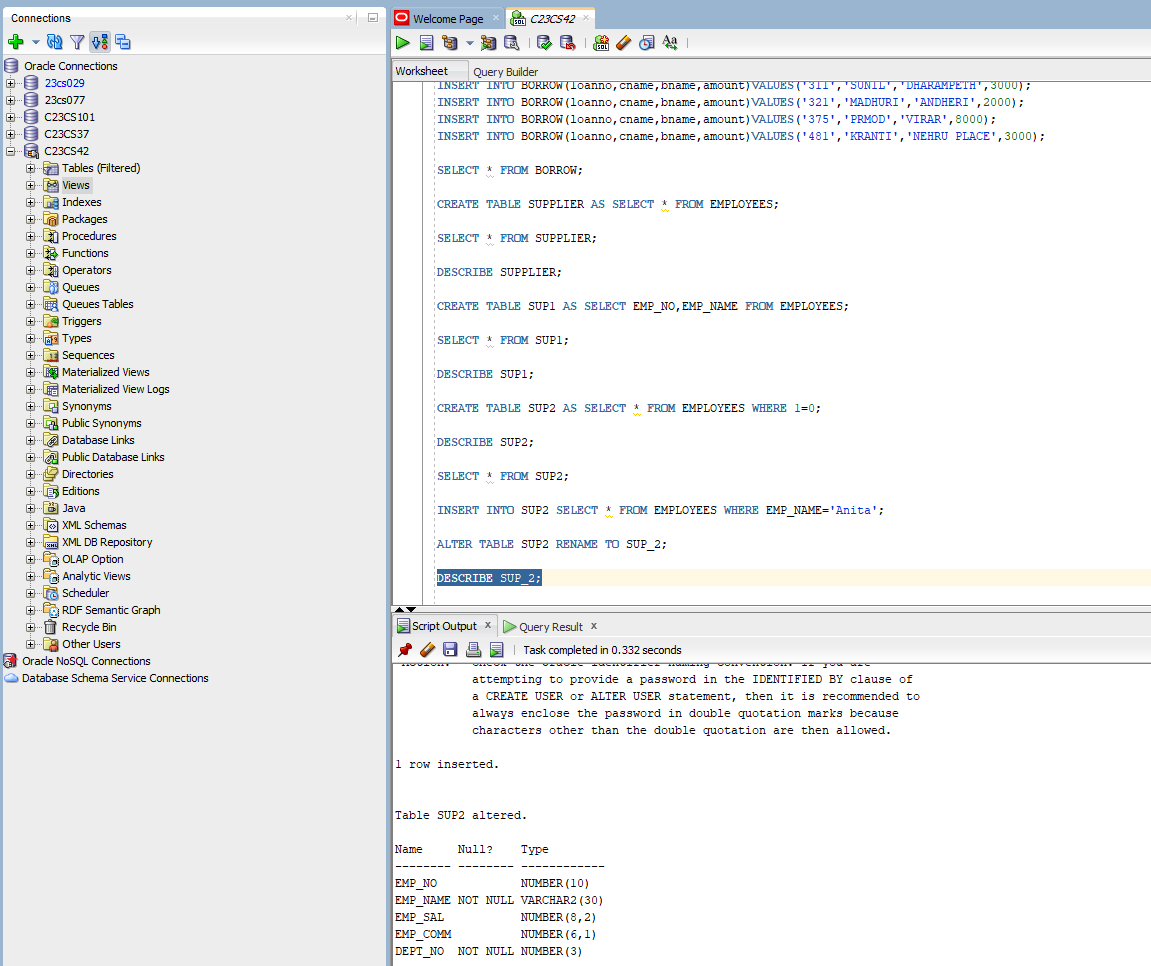 Connections
Oracle Connections
23cs029
23cs077
C23CS101
C23CS37
C23CS42
Tables (Filtered)
Views
Indexes
Packages
Procedures
Functions
Operators
Queues
Queues Tables
Triggers
Types
Sequences
Materialized Views
Materialized View Logs
Synonyms
Public Synonyms
Database Links
Public Database Links
Directories
Editions
Java
XML Schemas
XML DB Repository
OLAP Option
Analytic Views
Scheduler
RDF Semantic Graph
Recycle Bin
Other Users
Oracle NoSQL Connections
Database Schema Service Connections
Welcome Page
C23CS42
Worksheet
Query Builder
INSERT INTO BORROW(loanno,cname,bname,amount)VALUES('311','SUNIL','DHARAMPETH',3000);
INSERT INTO BORROW(loanno,cname,bname,amount)VALUES('321','MADHURI','ANDHERI',2000);
INSERT INTO BORROW(loanno,cname,bname,amount)VALUES('375','PRMOD','VIRAR',8000);
INSERT INTO BORROW(loanno,cname,bname,amount)VALUES('481','KRANTI','NEHRU PLACE',3000);
SELECT * FROM BORROW;
CREATE TABLE SUPPLIER AS SELECT * FROM EMPLOYEES;
SELECT * FROM SUPPLIER;
DESCRIBE SUPPLIER;
CREATE TABLE SUP1 AS SELECT EMP_NO,EMP_NAME FROM EMPLOYEES;
SELECT * FROM SUP1;
DESCRIBE SUP1;
CREATE TABLE SUP2 AS SELECT * FROM EMPLOYEES WHERE 1=0;
DESCRIBE SUP2;
SELECT * FROM SUP2;
INSERT INTO SUP2 SELECT * FROM EMPLOYEES WHERE EMP_NAME='Anita';
ALTER TABLE SUP2 RENAME TO SUP_2;
DESCRIBE SUP_2;
Script Output
Query Result
Task completed in 0.332 seconds
*Action: Check the Oracle identifier naming convention. If you are
attempting to provide a password in the IDENTIFIED BY clause of
a CREATE USER or ALTER USER statement, then it is recommended to
always enclose the password in double quotation marks because
characters other than the double quotation are then allowed.
1 row inserted.
Table SUP2 altered.
Name     Null?    Type
-------- -------- ------------
EMP_NO            NUMBER(10)
EMP_NAME NOT NULL VARCHAR2(30)
EMP_SAL           NUMBER(8,2)
EMP_COMM          NUMBER(6,1)
DEPT_NO  NOT NULL NUMBER(3)